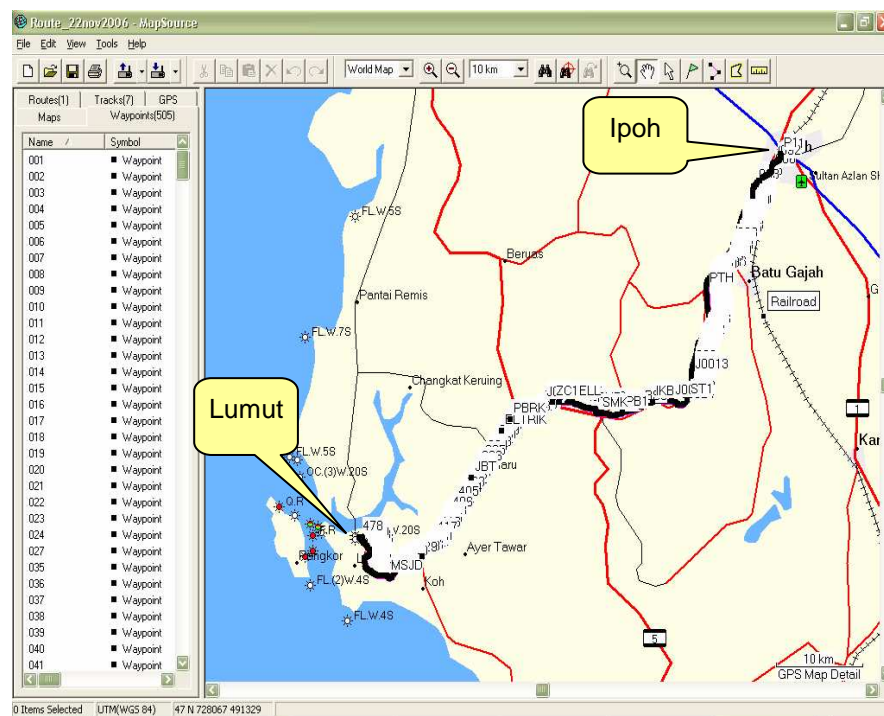 Route_22nov2006 - MapSource
File Edit View Tools Help
World Map 10 km
Routes(1) Tracks(7) GPS
Maps Waypoints(505)
Name / Symbol
001 Waypoint
002 Waypoint
003 Waypoint
004 Waypoint
005 Waypoint
006 Waypoint
007 Waypoint
008 Waypoint
009 Waypoint
010 Waypoint
011 Waypoint
012 Waypoint
013 Waypoint
014 Waypoint
015 Waypoint
016 Waypoint
017 Waypoint
018 Waypoint
019 Waypoint
020 Waypoint
021 Waypoint
022 Waypoint
023 Waypoint
024 Waypoint
027 Waypoint
035 Waypoint
036 Waypoint
037 Waypoint
038 Waypoint
039 Waypoint
040 Waypoint
041 Waypoint
Ipoh
P11
Sultan Azlan SH
FL.W.5S
Beruas
PTH
Batu Gajah
Railroad
G
Pantai Remis
FL.W.7S
J0013
Changkat Keruing
PBRK
SMK
ST1
1
Kar
Lumut
FL.W.5S
OC.(3)W.20S
JBT
Q.R
478
V.20S
Pangkor
MSJD
Ayer Tawar
FL.(2)W.4S
Koh
FL.W.4S
5
10 km
GPS Map Detail
0 Items Selected UTM(WGS 84) 47 N 728067 491329